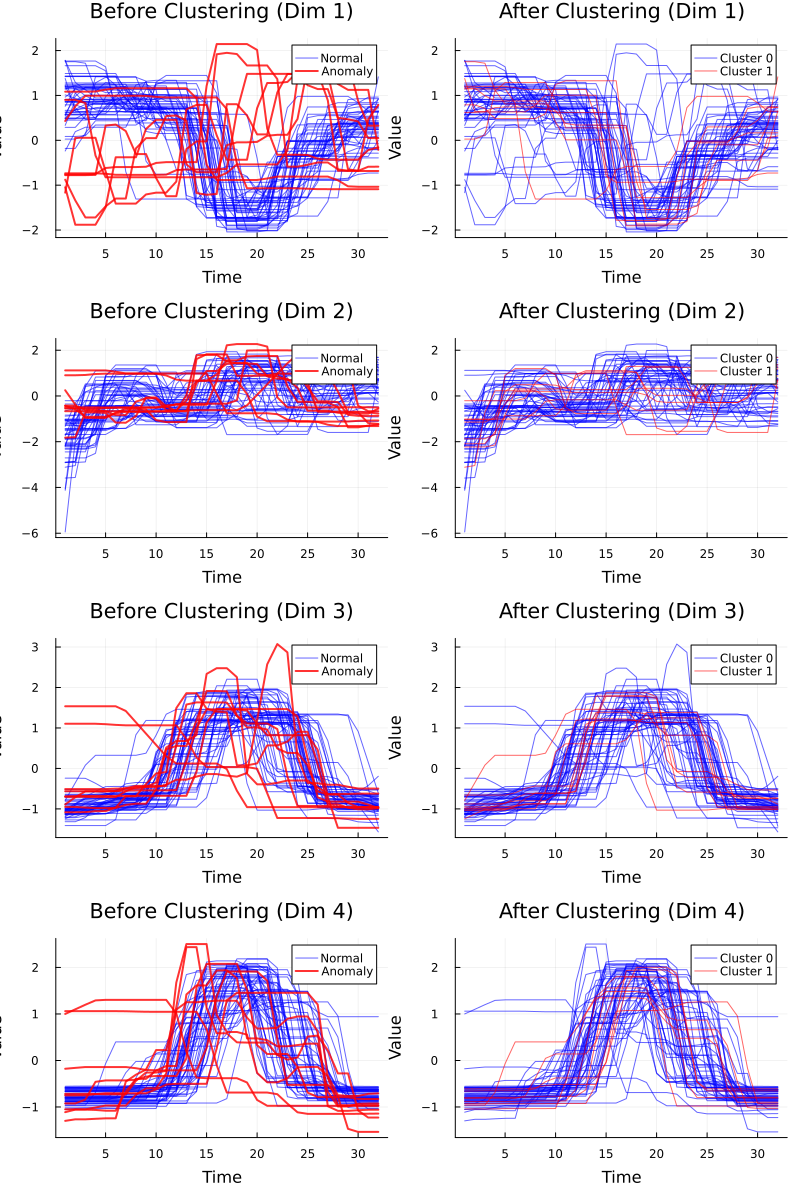 Before Clustering (Dim 1)
After Clustering (Dim 1)
2
1
0
−1
−2
Normal
Anomaly
5 10 15 20 25 30
Time
Value
2
1
0
−1
−2
Cluster 0
Cluster 1
5 10 15 20 25 30
Time
Before Clustering (Dim 2)
After Clustering (Dim 2)
2
0
−2
−4
−6
Normal
Anomaly
5 10 15 20 25 30
Time
Value
2
0
−2
−4
−6
Cluster 0
Cluster 1
5 10 15 20 25 30
Time
Before Clustering (Dim 3)
After Clustering (Dim 3)
3
2
1
0
−1
Normal
Anomaly
5 10 15 20 25 30
Time
Value
3
2
1
0
−1
Cluster 0
Cluster 1
5 10 15 20 25 30
Time
Before Clustering (Dim 4)
After Clustering (Dim 4)
2
1
0
−1
Normal
Anomaly
5 10 15 20 25 30
Time
Value
2
1
0
−1
Cluster 0
Cluster 1
5 10 15 20 25 30
Time